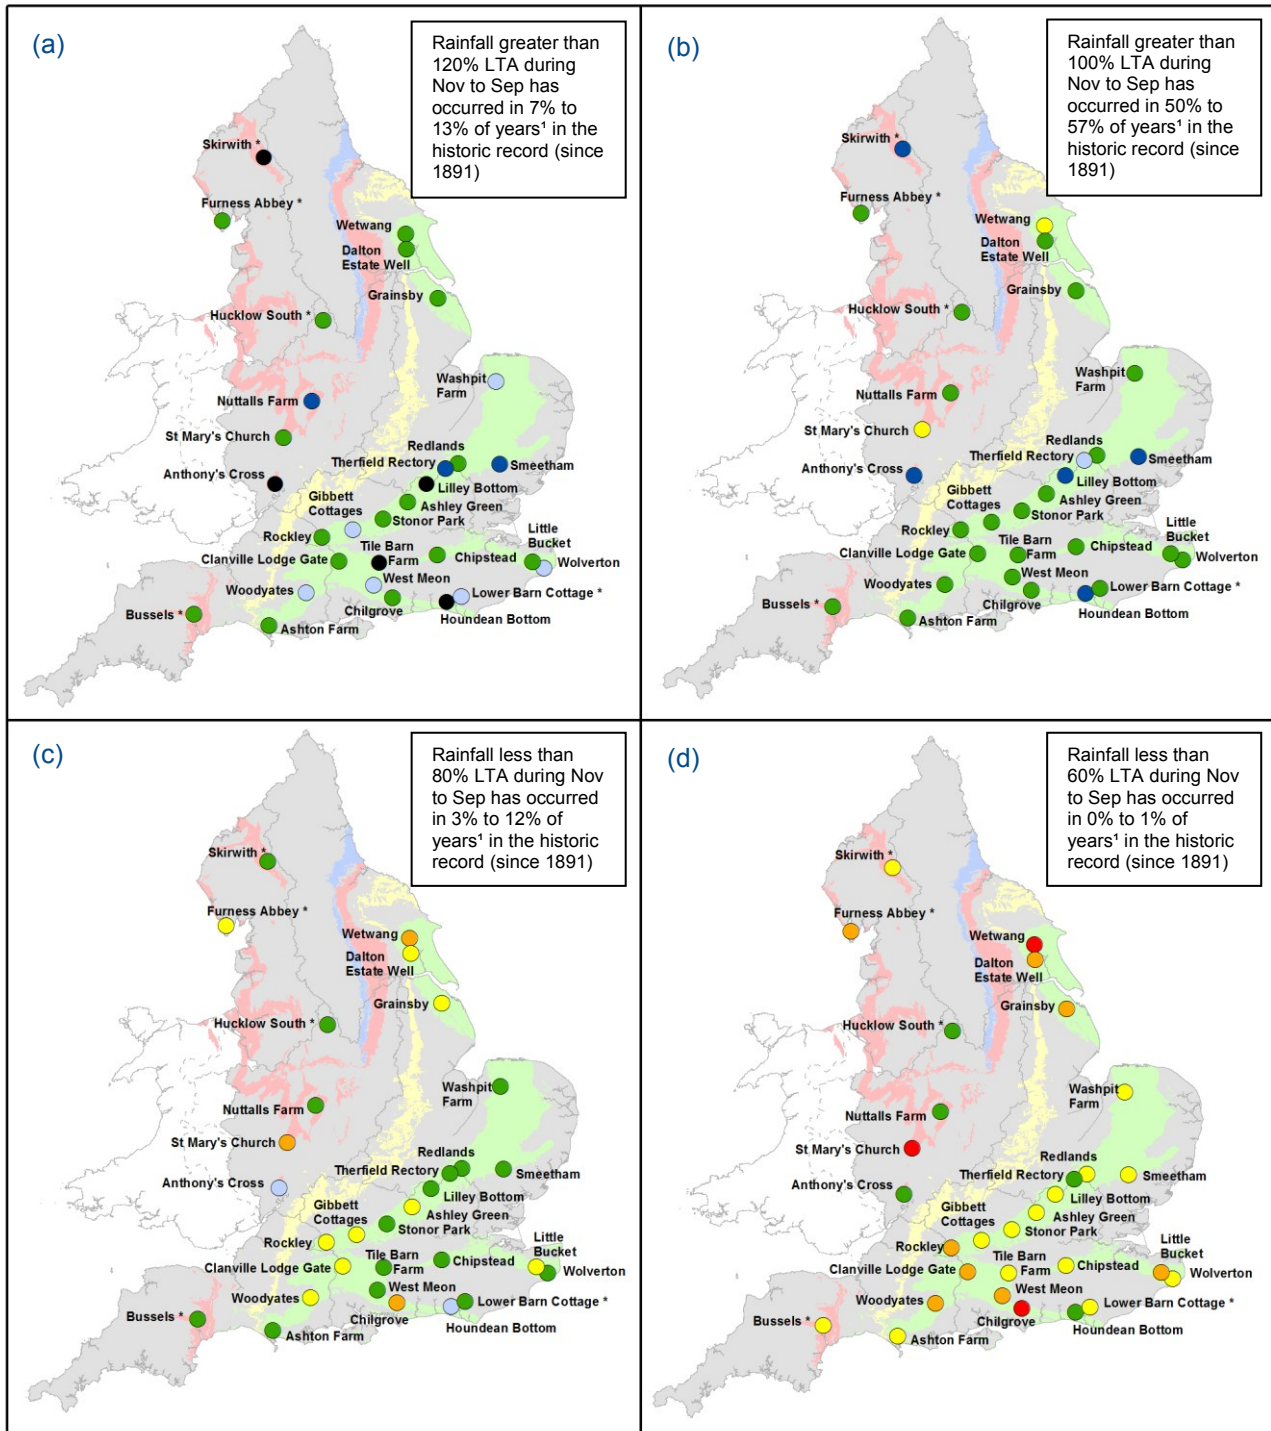 (a)
Rainfall greater than
120% LTA during
Nov to Sep has
occurred in 7% to
13% of years¹ in the
historic record (since
1891)
Skirwith *
Furness Abbey *
Wetwang
Dalton
Estate Well
Grainsby
Hucklow South *
Washpit
Farm
Nuttalls Farm
St Mary's Church
Redlands
Therfield Rectory
Smeetham
Anthony's Cross
Lilley Bottom
Gibbett
Cottages
Ashley Green
Stonor Park
Rockley
Little
Bucket
Tile Barn
Farm
Clanville Lodge Gate
Chipstead
Wolverton
West Meon
Woodyates
Lower Barn Cottage *
Bussels *
Chilgrove
Houndean Bottom
Ashton Farm
(b)
Rainfall greater than
100% LTA during
Nov to Sep has
occurred in 50% to
57% of years¹ in the
historic record (since
1891)
Skirwith *
Furness Abbey *
Wetwang
Dalton
Estate Well
Grainsby
Hucklow South *
Washpit
Farm
Nuttalls Farm
St Mary's Church
Redlands
Therfield Rectory
Smeetham
Anthony's Cross
Lilley Bottom
Gibbett
Cottages
Ashley Green
Stonor Park
Rockley
Little
Bucket
Clanville Lodge Gate
Tile Barn
Farm
Chipstead
Wolverton
West Meon
Woodyates
Lower Barn Cottage *
Bussels *
Chilgrove
Houndean Bottom
Ashton Farm
(c)
Rainfall less than
80% LTA during Nov
to Sep has occurred
in 3% to 12% of
years¹ in the historic
record (since 1891)
Skirwith *
Furness Abbey *
Wetwang
Dalton
Estate Well
Grainsby
Hucklow South *
Washpit
Farm
Nuttalls Farm
St Mary's Church
Redlands
Therfield Rectory
Smeetham
Anthony's Cross
Lilley Bottom
Gibbett
Cottages
Ashley Green
Stonor Park
Rockley
Little
Bucket
Tile Barn
Farm
Clanville Lodge Gate
Chipstead
Wolverton
West Meon
Woodyates
Lower Barn Cottage *
Bussels *
Chilgrove
Houndean Bottom
Ashton Farm
(d)
Rainfall less than
60% LTA during Nov
to Sep has occurred
in 0% to 1% of
years¹ in the historic
record (since 1891)
Skirwith *
Furness Abbey *
Wetwang
Dalton
Estate Well
Grainsby
Hucklow South *
Washpit
Farm
Nuttalls Farm
St Mary's Church
Redlands
Therfield Rectory
Smeetham
Anthony's Cross
Lilley Bottom
Gibbett
Cottages
Ashley Green
Stonor Park
Rockley
Little
Bucket
Tile Barn
Farm
Clanville Lodge Gate
Chipstead
Wolverton
West Meon
Woodyates
Lower Barn Cottage *
Bussels *
Chilgrove
Houndean Bottom
Ashton Farm